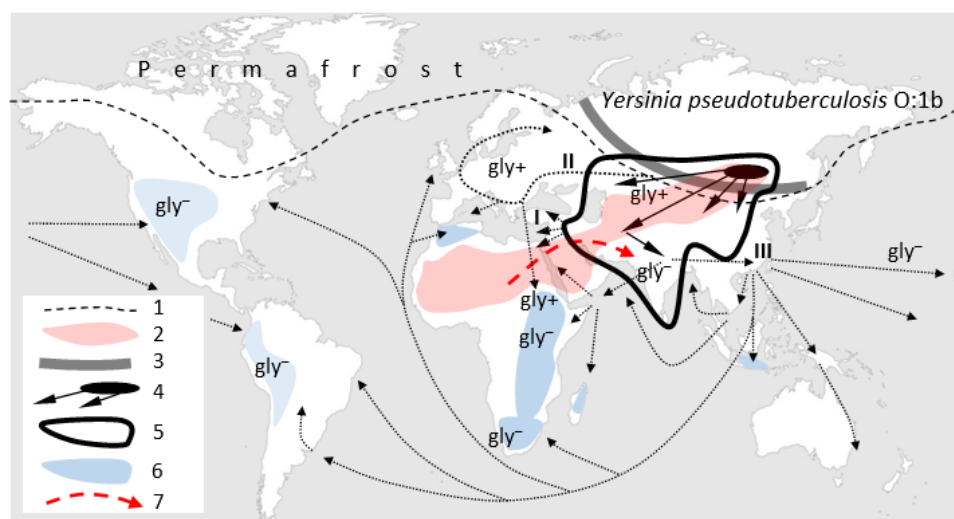 Permafrost
Yersinia pseudotuberculosis O:1b
gly+
II
gly+
gly⁻
I
III
gly⁻
gly⁻
gly+
gly⁻
gly⁻
gly⁻
1
2
3
4
5
6
7